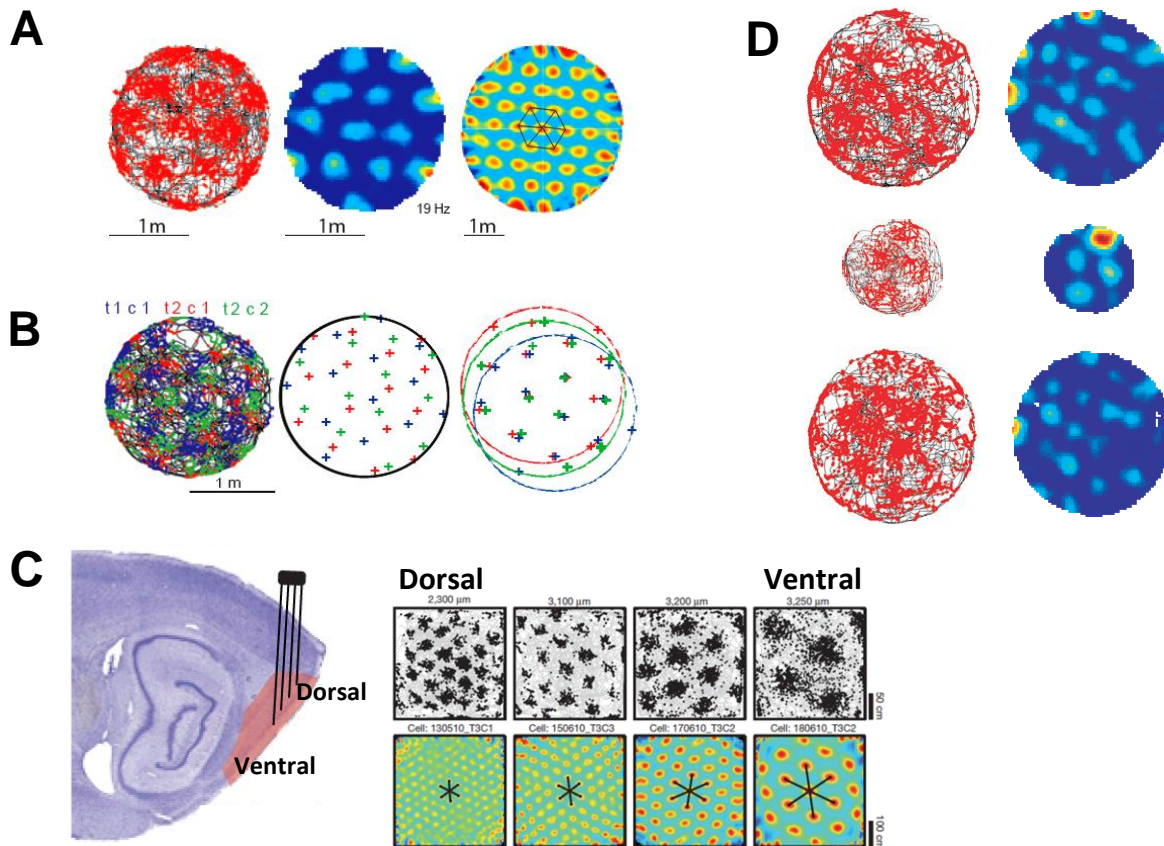 A
19 Hz
1m 1m 1m
B
t1 c1 t2 c1 t2 c2
1 m
C
Dorsal
Ventral
Dorsal Ventral
2,300 μm 3,100 μm 3,200 μm 3,250 μm
50 cm
Cell: 130510_T3C1 Cell: 150610_T3C3 Cell: 170610_T3C2 Cell: 180610_T3C2
100 cm
D